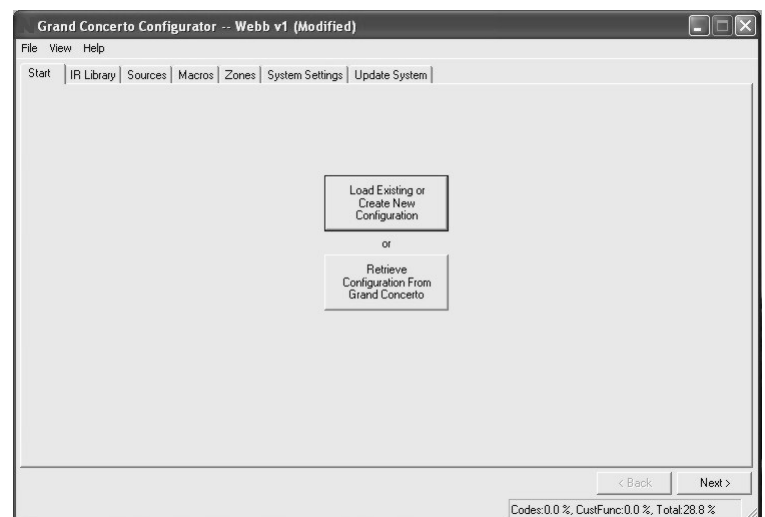 Grand Concerto Configurator -- Webb v1 (Modified)
File View Help
Start IR Library Sources Macros Zones System Settings Update System
Load Existing or
Create New
Configuration
or
Retrieve
Configuration From
Grand Concerto
< Back Next >
Codes:0.0 %, CustFunc:0.0 %, Total:28.8 %